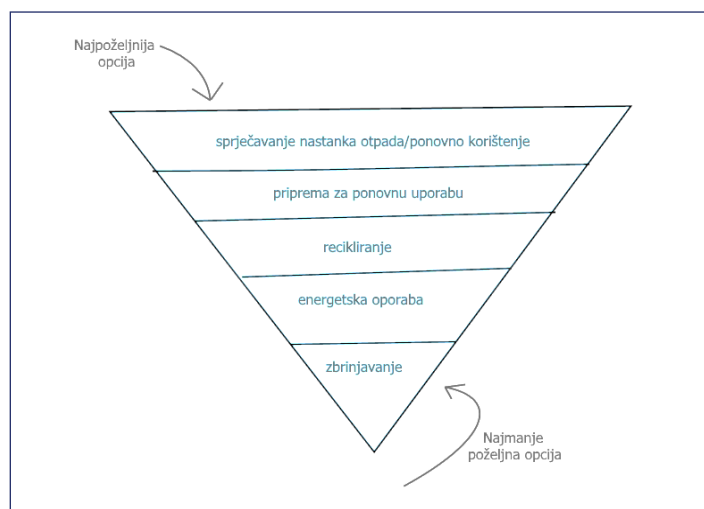 Najpoželjnija
opcija
sprječavanje nastanka otpada/ponovno korištenje
priprema za ponovnu uporabu
recikliranje
energetska oporaba
zbrinjavanje
Najmanje
poželjna opcija